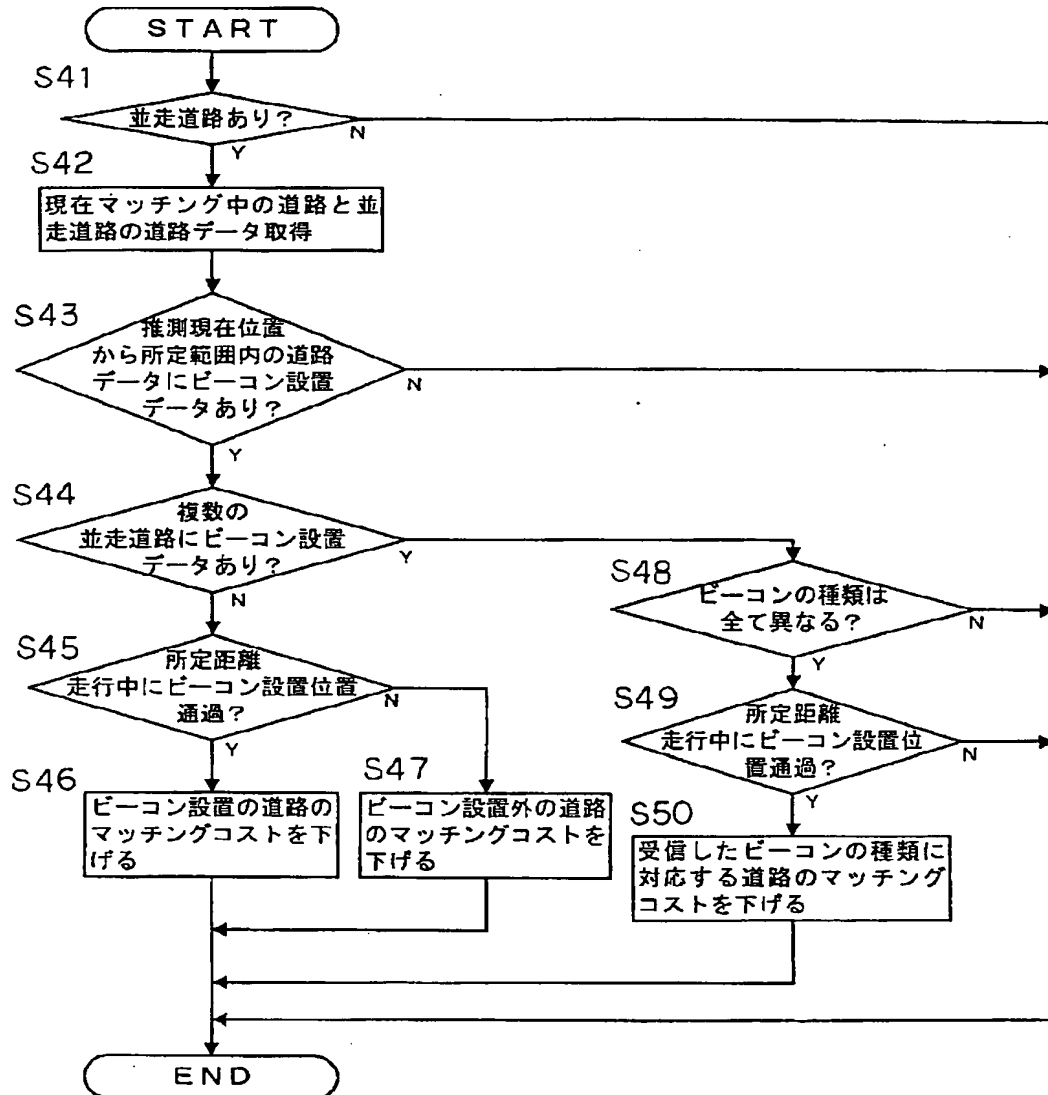 START
S41
並走道路あり?
N
Y
S42
現在マッチング中の道路と並
走道路の道路データ取得
S43
推測現在位置
から所定範囲内の道路
データにビーコン設置
データあり?
N
Y
S44
複数の
並走道路にビーコン設置
データあり?
Y
N
S45
所定距離
走行中にビーコン設置位置
通過?
N
Y
S46
ビーコン設置の道路の
マッチングコストを下
げる
S47
ビーコン設置外の道路
のマッチングコストを
下げる
S48
ビーコンの種類は
全て異なる?
N
Y
S49
所定距離
走行中にビーコン設置位
置通過?
N
Y
S50
受信したビーコンの種類に
対応する道路のマッチング
コストを下げる
END